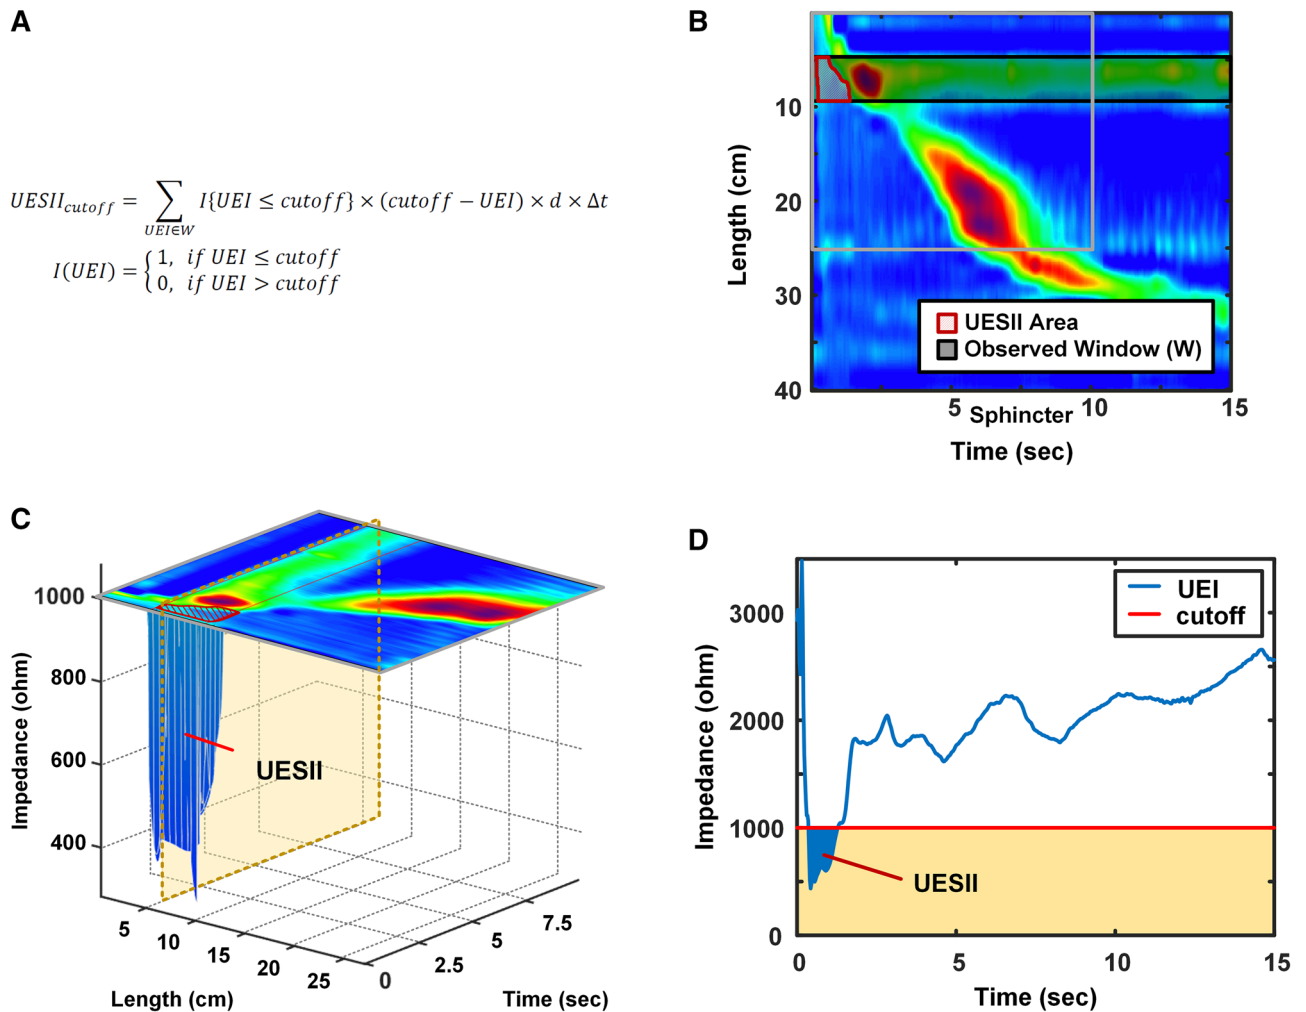 A
UESII_cutoff = ∑_{UEI∈W} I{UEI ≤ cutoff} × (cutoff − UEI) × d × Δt
I(UEI) = { 1, if UEI ≤ cutoff
0, if UEI > cutoff
B
10
20
30
40
Length (cm)
UESII Area
Observed Window (W)
5
Sphincter
10
15
Time (sec)
C
1000
800
600
400
Impedance (ohm)
UESII
5
10
15
20
25
0
2.5
5
7.5
Length (cm)
Time (sec)
D
3000
2000
1000
0
Impedance (ohm)
UEI
cutoff
UESII
0
5
10
15
Time (sec)